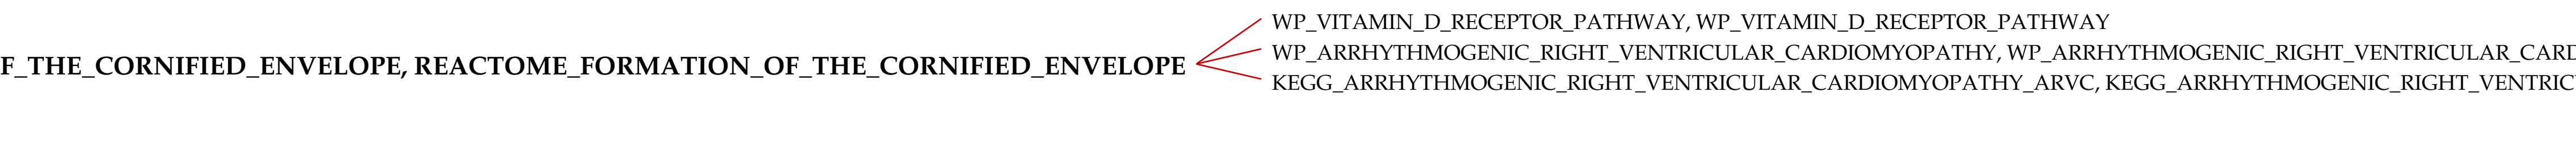 F_THE_CORNIFIED_ENVELOPE, REACTOME_FORMATION_OF_THE_CORNIFIED_ENVELOPE
WP_VITAMIN_D_RECEPTOR_PATHWAY, WP_VITAMIN_D_RECEPTOR_PATHWAY
WP_ARRHYTHMOGENIC_RIGHT_VENTRICULAR_CARDIOMYOPATHY, WP_ARRHYTHMOGENIC_RIGHT_VENTRICULAR_CARD
KEGG_ARRHYTHMOGENIC_RIGHT_VENTRICULAR_CARDIOMYOPATHY_ARVC, KEGG_ARRHYTHMOGENIC_RIGHT_VENTRIC